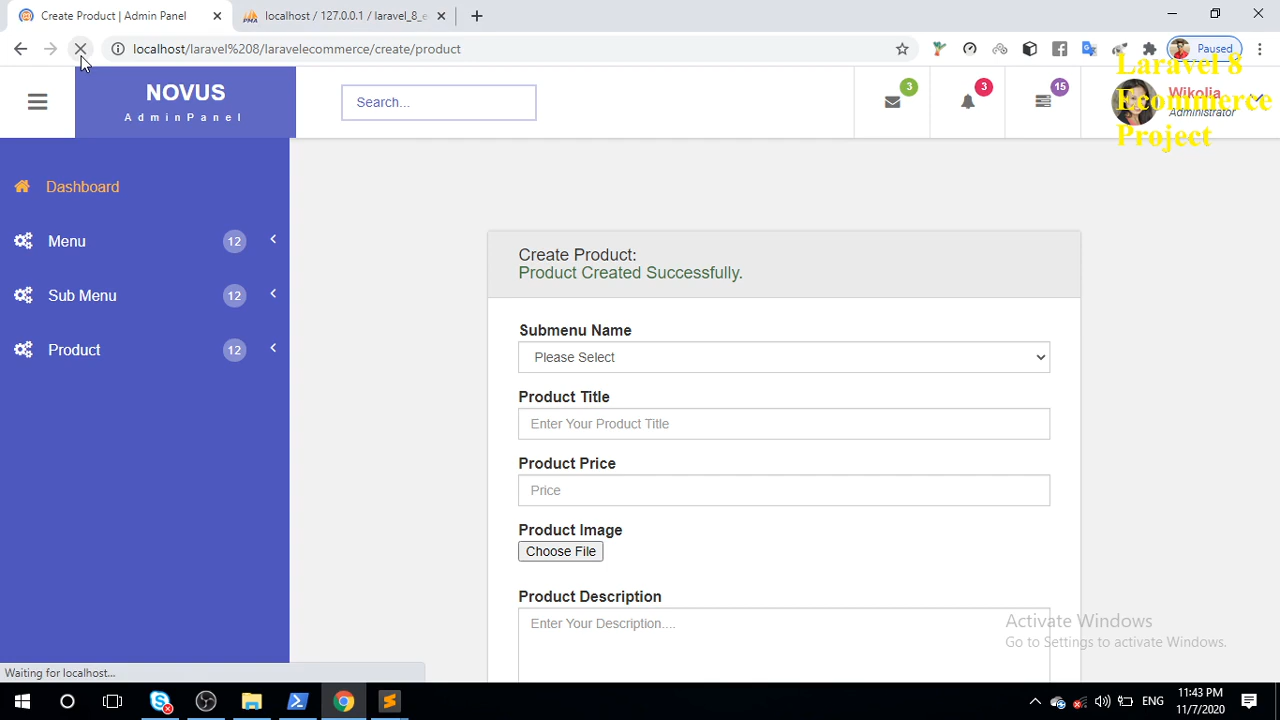 Create Product | Admin Panel
localhost / 127.0.0.1 / laravel_8_e
localhost/laravel%208/laravelecommerce/create/product
Paused
NOVUS
AdminPanel
Search...
3
3
15
Wikolia
Administrator
Laravel 8
Ecommerce
Project
Dashboard
Menu 12
Sub Menu 12
Product 12
Create Product:
Product Created Successfully.
Submenu Name
Please Select
Product Title
Enter Your Product Title
Product Price
Price
Product Image
Choose File
Product Description
Enter Your Description....
Activate Windows
Go to Settings to activate Windows.
Waiting for localhost...
ENG
11:43 PM
11/7/2020